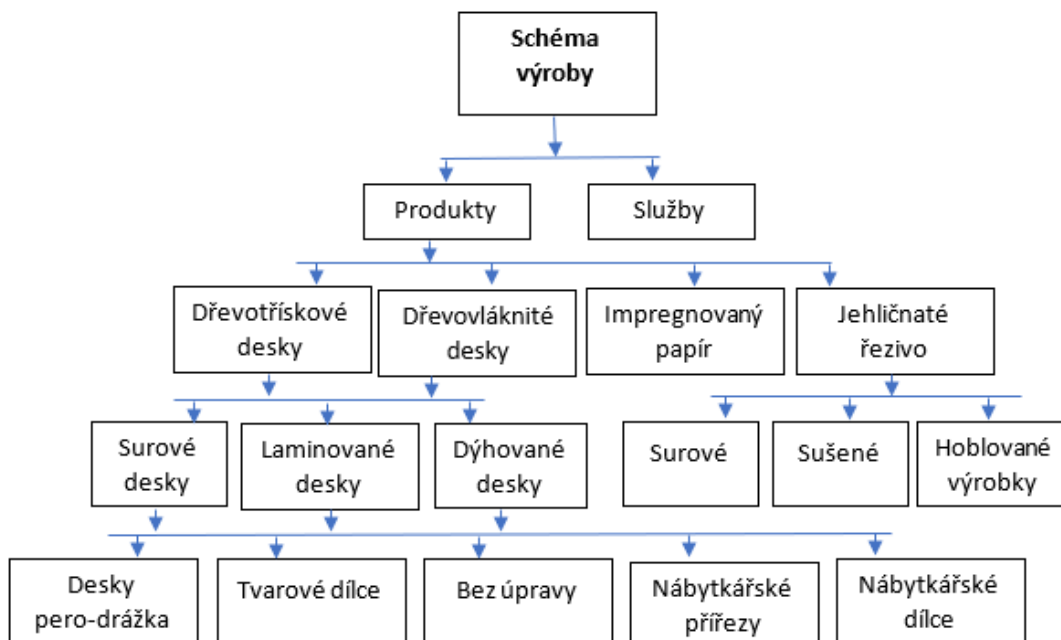 Schéma
výroby
Produkty
Služby
Dřevotřískové
desky
Dřevovláknité
desky
Impregnovaný
papír
Jehličnaté
řezivo
Surové
desky
Laminované
desky
Dýhované
desky
Surové
Sušené
Hoblované
výrobky
Desky
pero-drážka
Tvarové dílce
Bez úpravy
Nábytkářské
přířezy
Nábytkářské
dílce